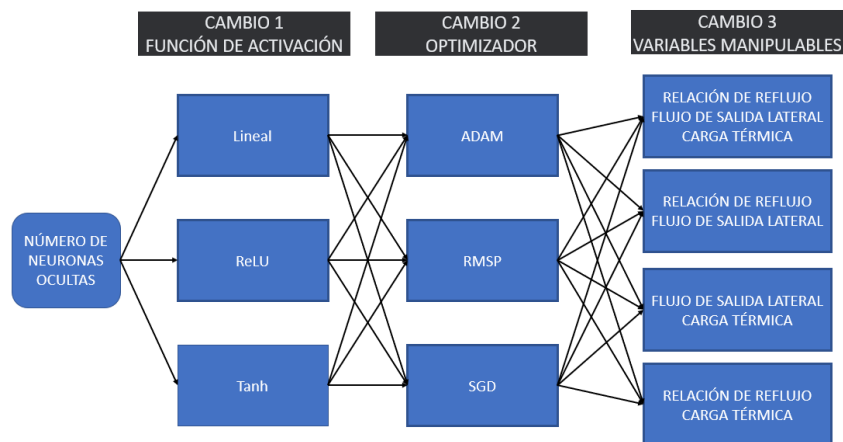 CAMBIO 1
FUNCIÓN DE ACTIVACIÓN
CAMBIO 2
OPTIMIZADOR
CAMBIO 3
VARIABLES MANIPULABLES
NÚMERO DE
NEURONAS
OCULTAS
Lineal
ReLU
Tanh
ADAM
RMSP
SGD
RELACIÓN DE REFLUJO
FLUJO DE SALIDA LATERAL
CARGA TÉRMICA
RELACIÓN DE REFLUJO
FLUJO DE SALIDA LATERAL
FLUJO DE SALIDA LATERAL
CARGA TÉRMICA
RELACIÓN DE REFLUJO
CARGA TÉRMICA